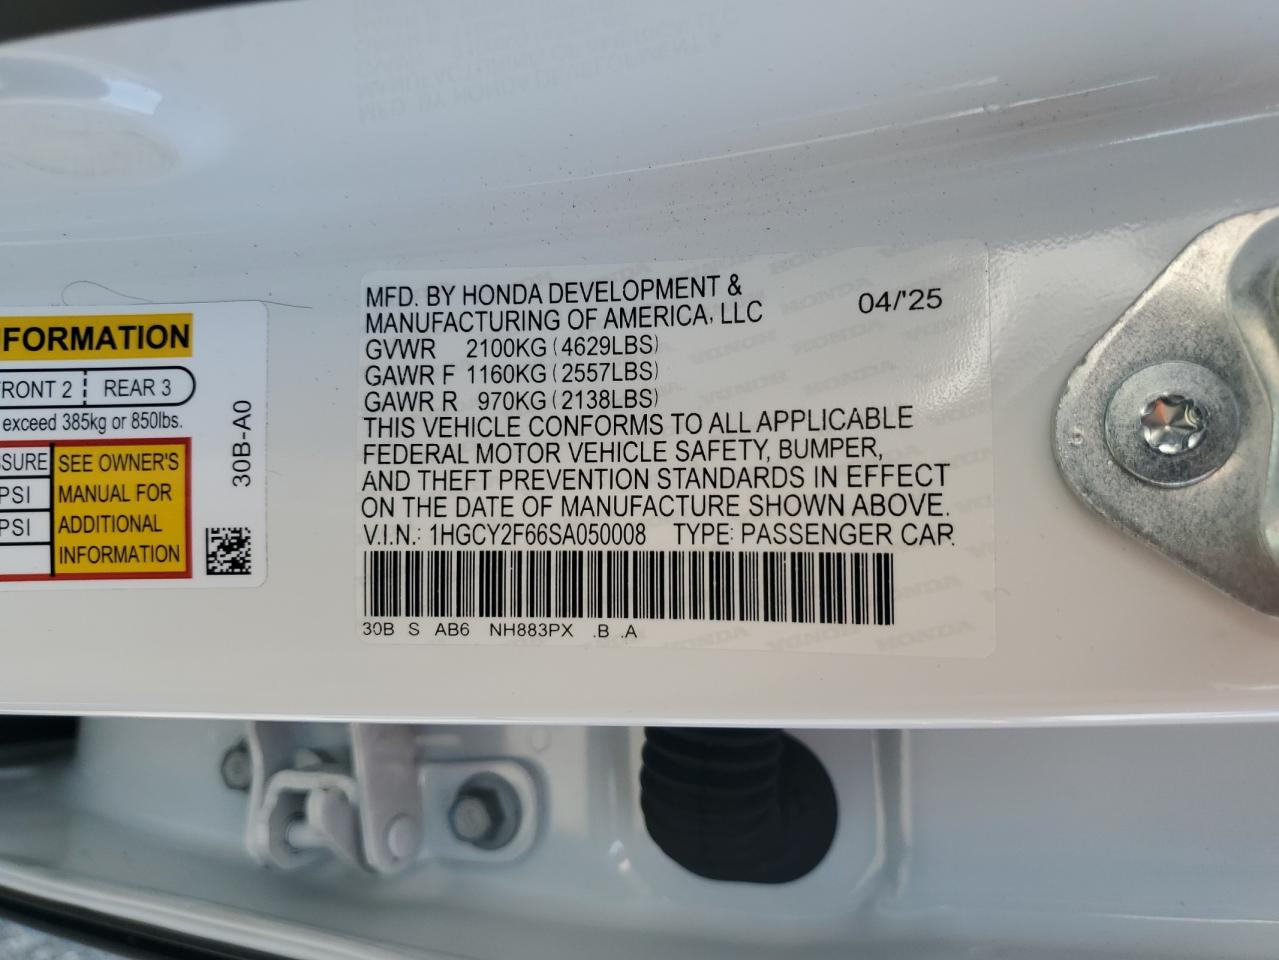 NFORMATION
FRONT 2 REAR 3
exceed 385kg or 850lbs.
SSURE
PSI
PSI
SEE OWNER'S
MANUAL FOR
ADDITIONAL
INFORMATION
30B-A0
MFD. BY HONDA DEVELOPMENT &
MANUFACTURING OF AMERICA, LLC 04/'25
GVWR 2100KG (4629LBS)
GAWR F 1160KG (2557LBS)
GAWR R 970KG (2138LBS)
THIS VEHICLE CONFORMS TO ALL APPLICABLE
FEDERAL MOTOR VEHICLE SAFETY, BUMPER,
AND THEFT PREVENTION STANDARDS IN EFFECT
ON THE DATE OF MANUFACTURE SHOWN ABOVE.
V.I.N.: 1HGCY2F66SA050008 TYPE: PASSENGER CAR
30B S AB6 NH883PX .B .A